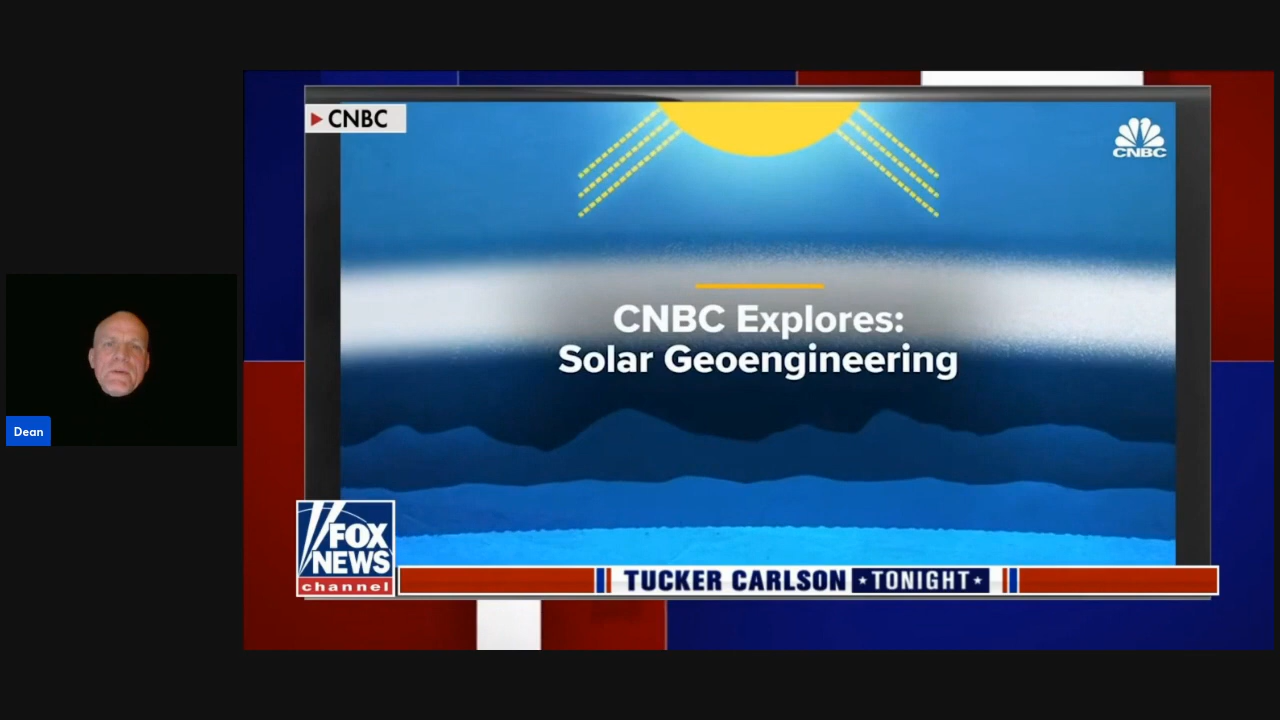 CNBC
CNBC
CNBC Explores:
Solar Geoengineering
Dean
FOX
NEWS
channel
TUCKER CARLSON TONIGHT